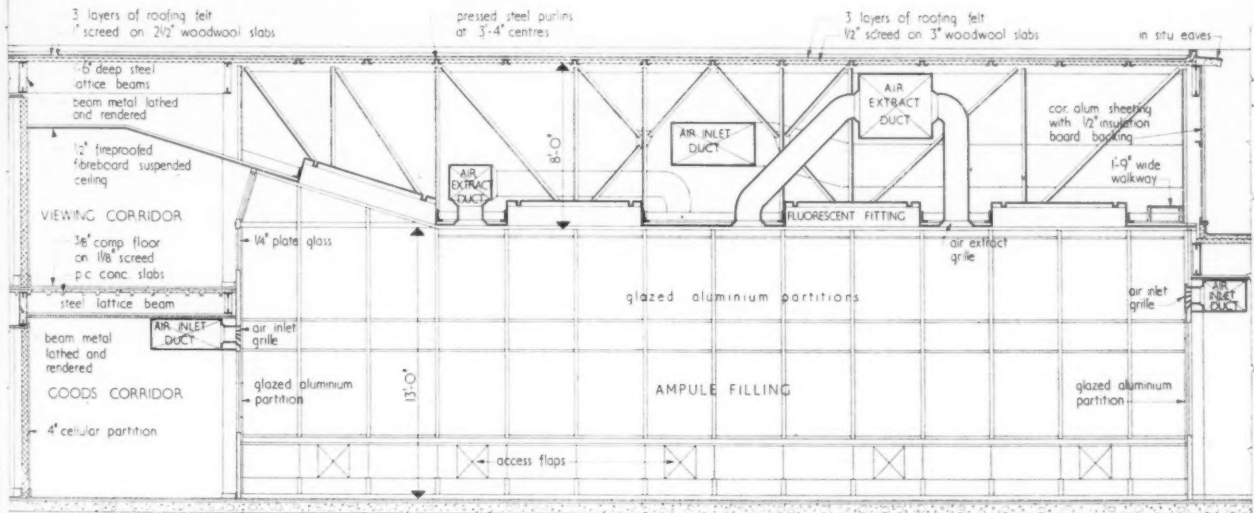 3 layers of roofing felt
1" screed on 2½" woodwool slabs
pressed steel purlins
at 3'-4" centres
3 layers of roofing felt
½" screed on 3" woodwool slabs
in situ eaves
1'-6" deep steel
lattice beams
beam metal lathed
and rendered
½" fireproofed
fibreboard suspended
ceiling
VIEWING CORRIDOR
⅜" comp floor
on 1⅛" screed
p.c. conc. slabs
steel lattice beam
AIR INLET
DUCT
air inlet
grille
beam metal
lathed and
rendered
GOODS CORRIDOR
4" cellular partition
AIR
EXTRACT
DUCT
8'-0"
AIR INLET
DUCT
AIR
EXTRACT
DUCT
cor. alum sheeting
with ½" insulation
board backing
1'-9" wide
walkway
FLUORESCENT FITTING
air extract
grille
¼" plate glass
glazed aluminium partitions
air inlet
grille
AIR
INLET
DUCT
glazed aluminium
partition
13'-0"
AMPULE FILLING
glazed aluminium
partition
access flaps